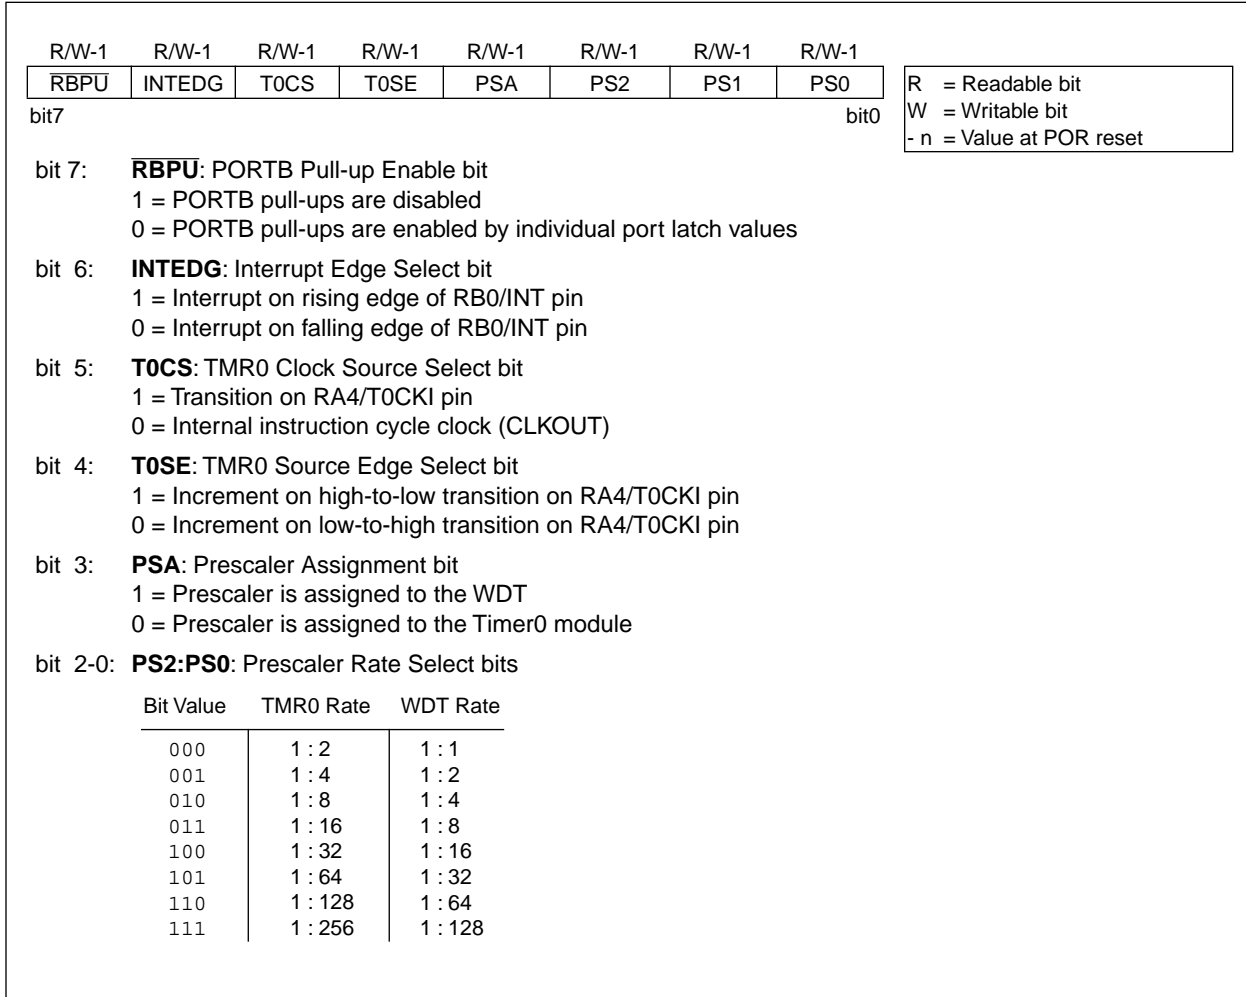 R/W-1 R/W-1 R/W-1 R/W-1 R/W-1 R/W-1 R/W-1 R/W-1
R̅B̅P̅U̅ INTEDG T0CS T0SE PSA PS2 PS1 PS0
bit7 bit0
R = Readable bit
W = Writable bit
- n = Value at POR reset
bit 7: R̅B̅P̅U̅: PORTB Pull-up Enable bit
1 = PORTB pull-ups are disabled
0 = PORTB pull-ups are enabled by individual port latch values
bit 6: INTEDG: Interrupt Edge Select bit
1 = Interrupt on rising edge of RB0/INT pin
0 = Interrupt on falling edge of RB0/INT pin
bit 5: T0CS: TMR0 Clock Source Select bit
1 = Transition on RA4/T0CKI pin
0 = Internal instruction cycle clock (CLKOUT)
bit 4: T0SE: TMR0 Source Edge Select bit
1 = Increment on high-to-low transition on RA4/T0CKI pin
0 = Increment on low-to-high transition on RA4/T0CKI pin
bit 3: PSA: Prescaler Assignment bit
1 = Prescaler is assigned to the WDT
0 = Prescaler is assigned to the Timer0 module
bit 2-0: PS2:PS0: Prescaler Rate Select bits
Bit Value TMR0 Rate WDT Rate
000 1 : 2 1 : 1
001 1 : 4 1 : 2
010 1 : 8 1 : 4
011 1 : 16 1 : 8
100 1 : 32 1 : 16
101 1 : 64 1 : 32
110 1 : 128 1 : 64
111 1 : 256 1 : 128